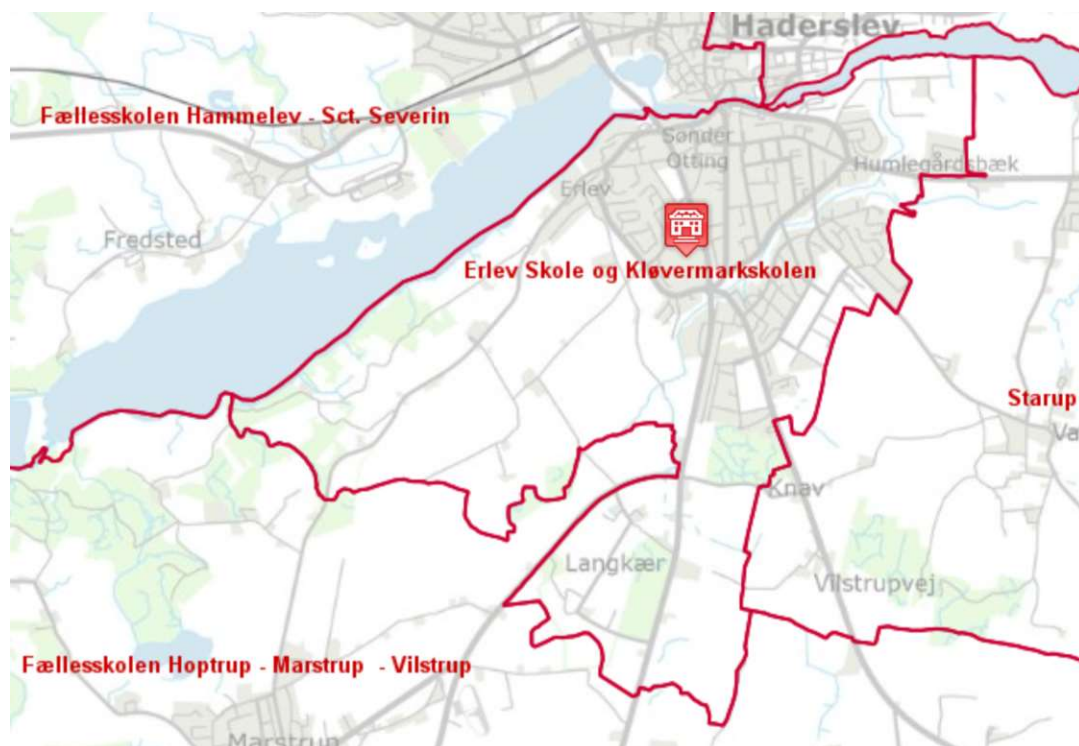 Haderslev
Fællesskolen Hammelev - Sct. Severin
Sønder
Otting
Humlegårdsbæk
Erlev
Fredsted
Erlev Skole og Kløvermarkskolen
Starup
Knav
Langkær
Vilstrupvej
Fællesskolen Hoptrup - Marstrup - Vilstrup
Marstrup